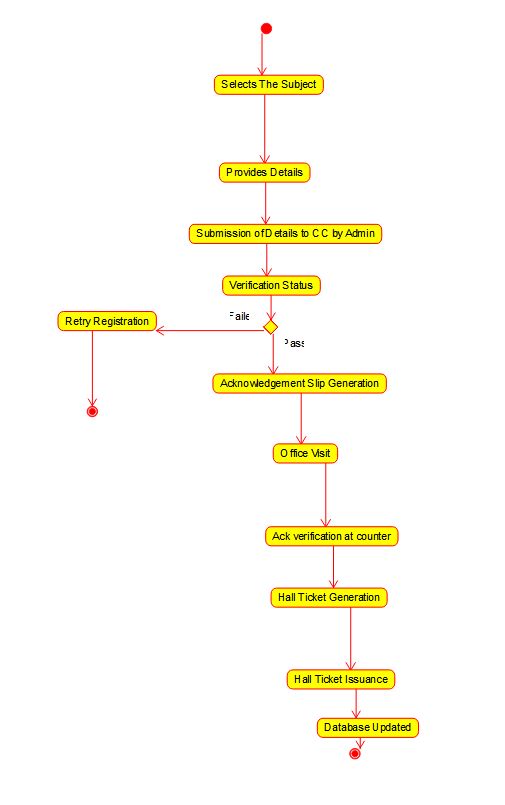 Selects The Subject
Provides Details
Submission of Details to CC by Admin
Verification Status
Faile
Retry Registration
Pass
Acknowledgement Slip Generation
Office Visit
Ack verification at counter
Hall Ticket Generation
Hall Ticket Issuance
Database Updated